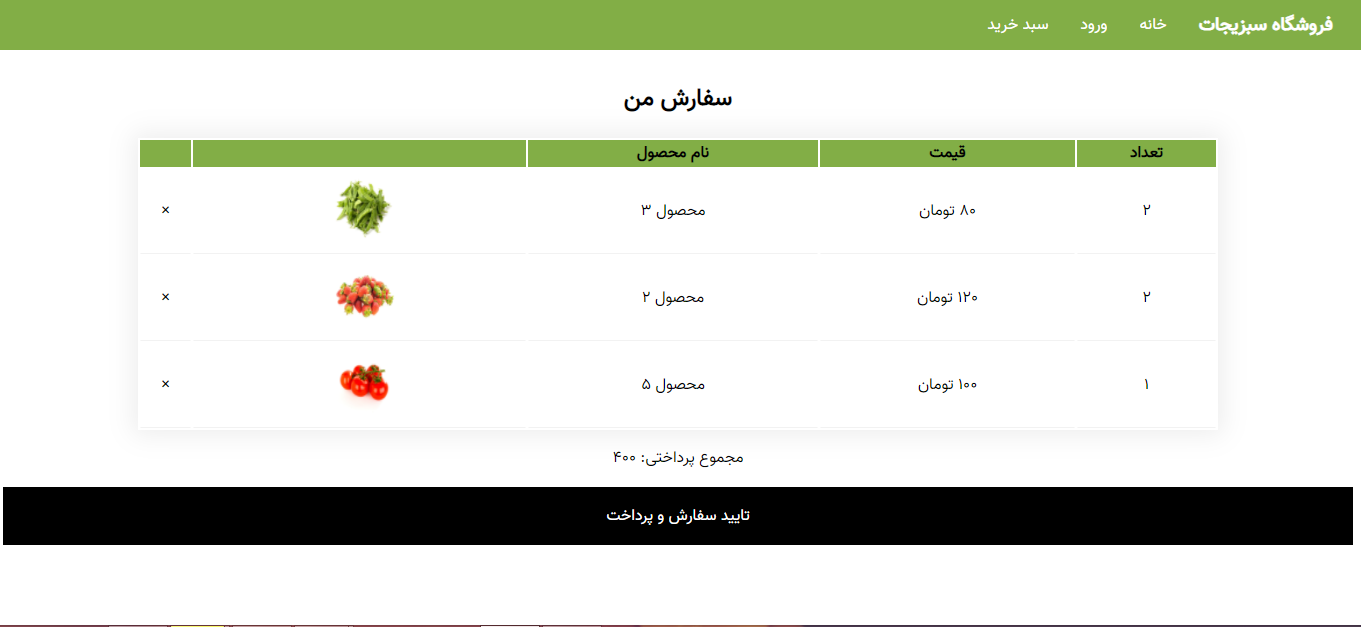 فروشگاه سبزیجات خانه ورود سبد خرید
سفارش من
تعداد قیمت نام محصول
۲ ۸۰ تومان محصول ۳ ×
۲ ۱۲۰ تومان محصول ۲ ×
۱ ۱۰۰ تومان محصول ۵ ×
مجموع پرداختی: ۴۰۰
تایید سفارش و پرداخت